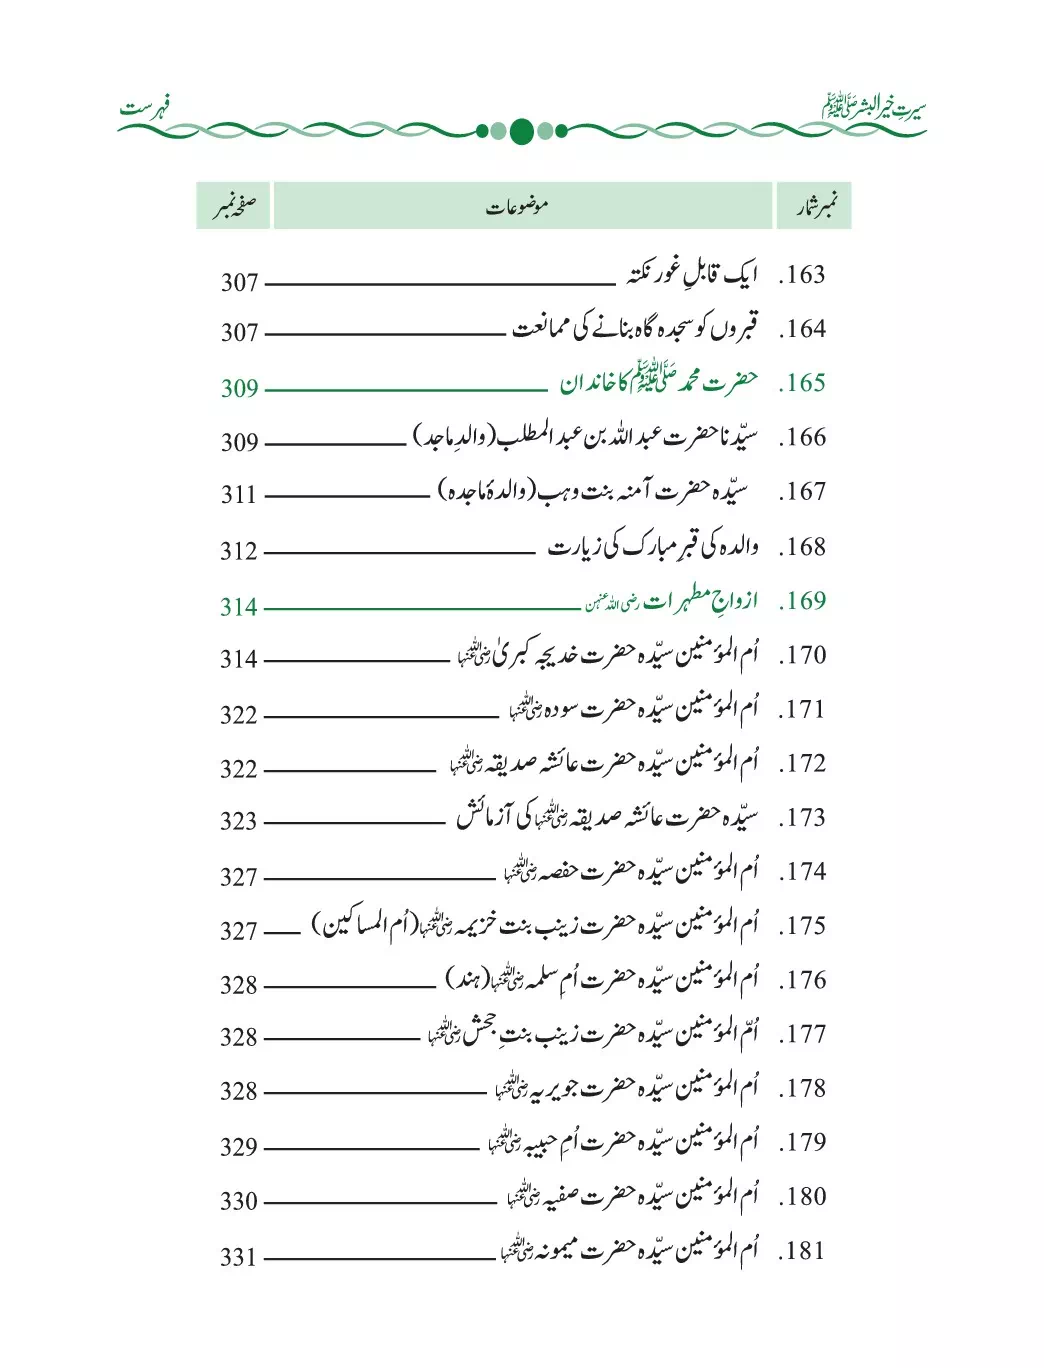 سیرتِ خیرالبشر ﷺ فہرست
نمبر شمار موضوعات صفحہ نمبر
163. ایک قابلِ غور نکتہ 307
164. قبروں کو سجدہ گاہ بنانے کی ممانعت 307
165. حضرت محمد ﷺ کا خاندان 309
166. سیّدنا حضرت عبداللہ بن عبدالمطلب (والدِ ماجد) 309
167. سیّدہ حضرت آمنہ بنت وہب (والدۂ ماجدہ) 311
168. والدہ کی قبرِ مبارک کی زیارت 312
169. ازواجِ مطہرات رضی اللہ عنہن 314
170. اُم المؤمنین سیّدہ حضرت خدیجہ کبریٰ رضی اللہ عنہا 314
171. اُم المؤمنین سیّدہ حضرت سودہ رضی اللہ عنہا 322
172. اُم المؤمنین سیّدہ حضرت عائشہ صدیقہ رضی اللہ عنہا 322
173. سیّدہ حضرت عائشہ صدیقہ رضی اللہ عنہا کی آزمائش 323
174. اُم المؤمنین سیّدہ حضرت حفصہ رضی اللہ عنہا 327
175. اُم المؤمنین سیّدہ حضرت زینب بنت خزیمہ رضی اللہ عنہا (اُم المساکین) 327
176. اُم المؤمنین سیّدہ حضرت اُمِ سلمہ رضی اللہ عنہا (ہند) 328
177. اُمّ المؤمنین سیّدہ حضرت زینب بنتِ جحش رضی اللہ عنہا 328
178. اُم المؤمنین سیّدہ حضرت جویریہ رضی اللہ عنہا 328
179. اُم المؤمنین سیّدہ حضرت اُمِ حبیبہ رضی اللہ عنہا 329
180. اُم المؤمنین سیّدہ حضرت صفیہ رضی اللہ عنہا 330
181. اُم المؤمنین سیّدہ حضرت میمونہ رضی اللہ عنہا 331